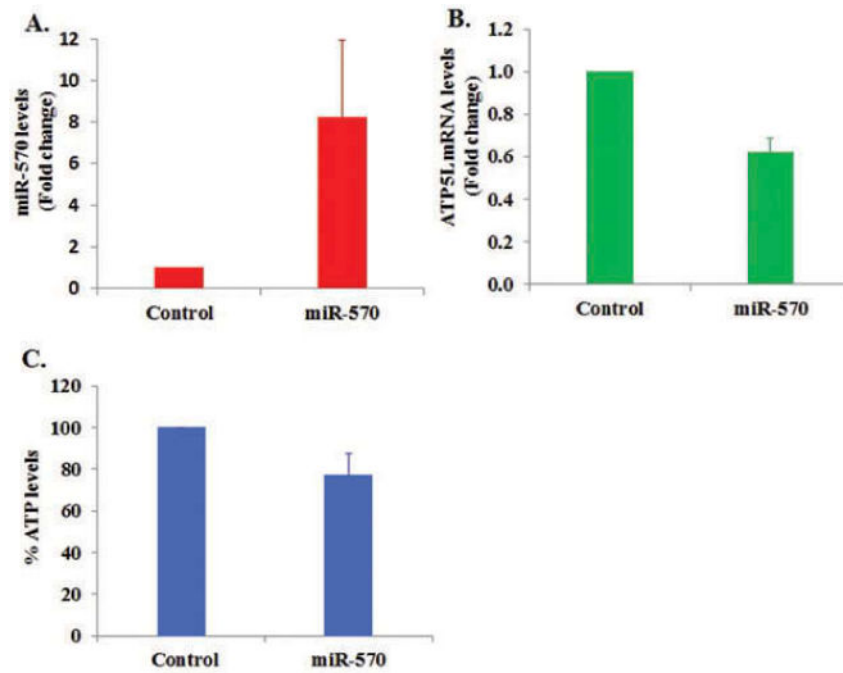 A.
miR-570 levels
(Fold change)
12
10
8
6
4
2
0
Control miR-570
B.
ATP5LmRNA levels
(Fold change)
1.2
1.0
0.8
0.6
0.4
0.2
0.0
Control miR-570
C.
% ATP levels
120
100
80
60
40
20
0
Control miR-570